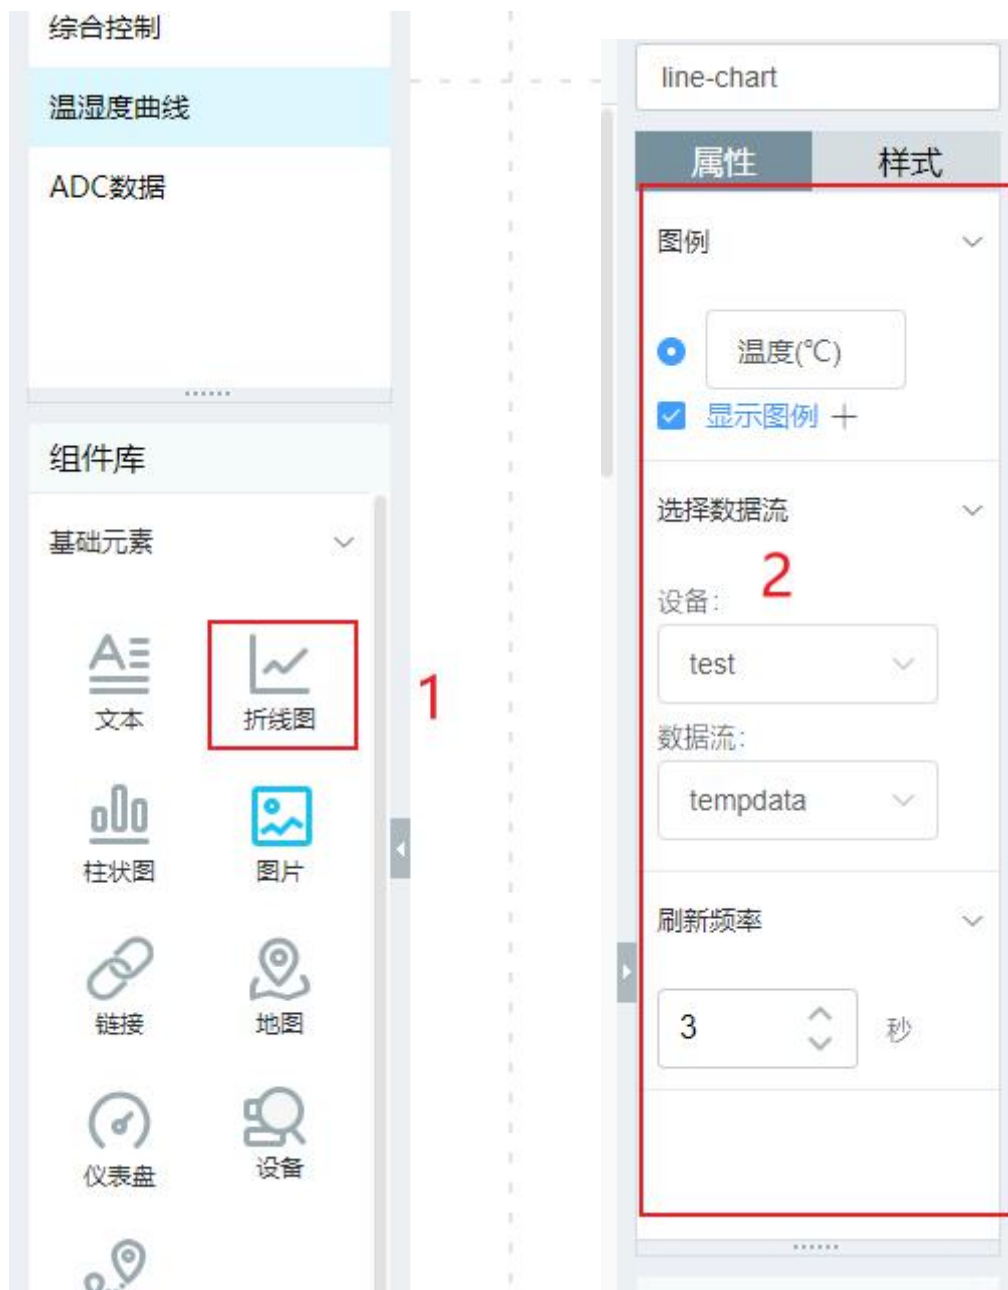 综合控制
温湿度曲线
ADC数据
组件库
基础元素
文本
折线图
1
柱状图
图片
链接
地图
仪表盘
设备
line-chart
属性
样式
图例
温度(℃)
显示图例
选择数据流
2
设备:
test
数据流:
tempdata
刷新频率
3
秒